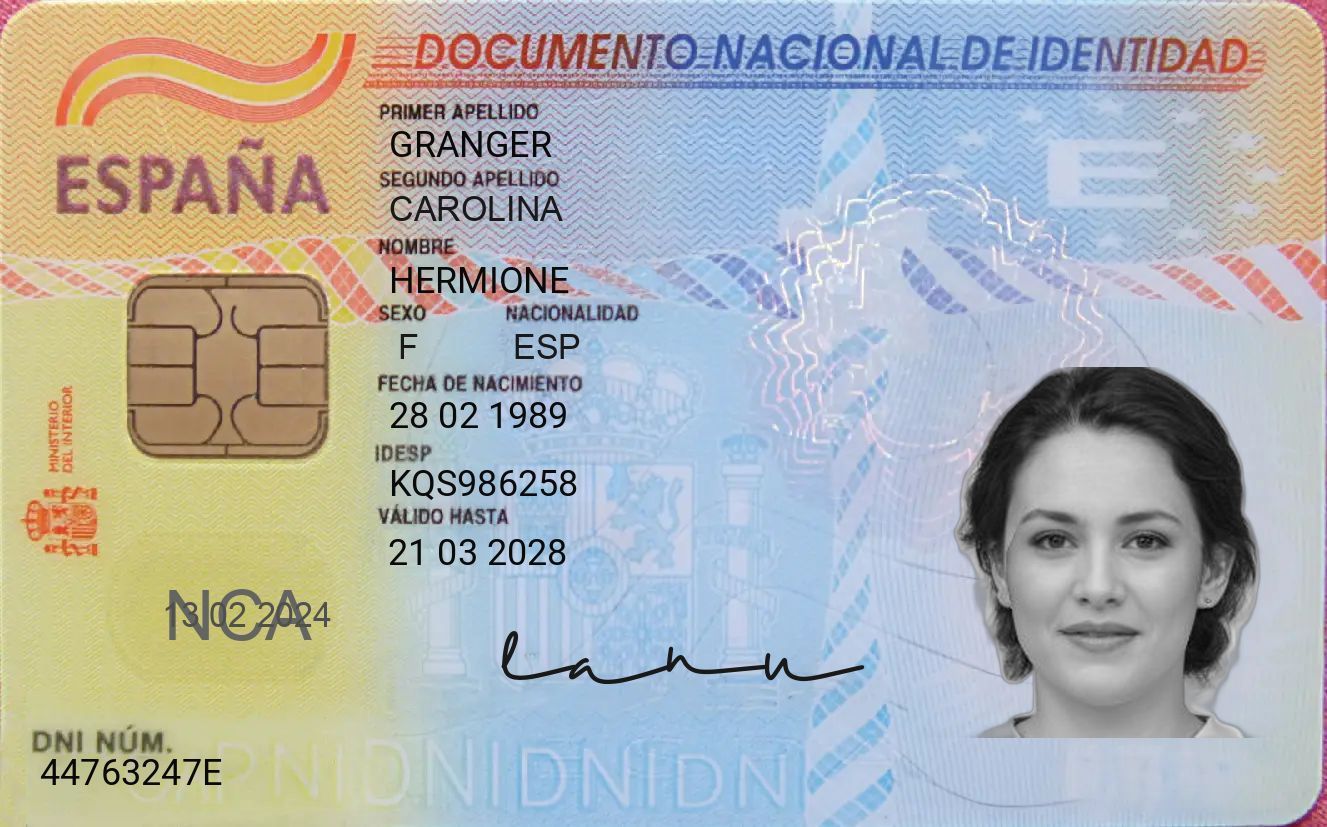 DOCUMENTO NACIONAL DE IDENTIDAD
ESPAÑA
PRIMER APELLIDO
GRANGER
SEGUNDO APELLIDO
CAROLINA
NOMBRE
HERMIONE
SEXO NACIONALIDAD
F ESP
FECHA DE NACIMIENTO
28 02 1989
IDESP
KQS986258
VÁLIDO HASTA
21 03 2028
MINISTERIO
DEL INTERIOR
E
NCA
13 02 2024
DNI NÚM.
44763247E
DNIDNIDNIDN